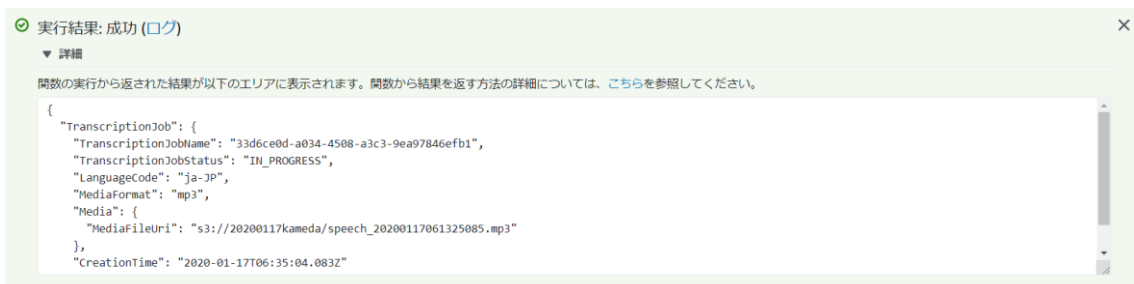 実行結果: 成功 (ログ)
▼ 詳細
関数の実行から返された結果が以下のエリアに表示されます。関数から結果を返す方法の詳細については、こちらを参照してください。
{
  "TranscriptionJob": {
    "TranscriptionJobName": "33d6ce0d-a034-4508-a3c3-9ea97846efb1",
    "TranscriptionJobStatus": "IN_PROGRESS",
    "LanguageCode": "ja-JP",
    "MediaFormat": "mp3",
    "Media": {
      "MediaFileUri": "s3://20200117kameda/speech_20200117061325085.mp3"
    },
    "CreationTime": "2020-01-17T06:35:04.083Z"